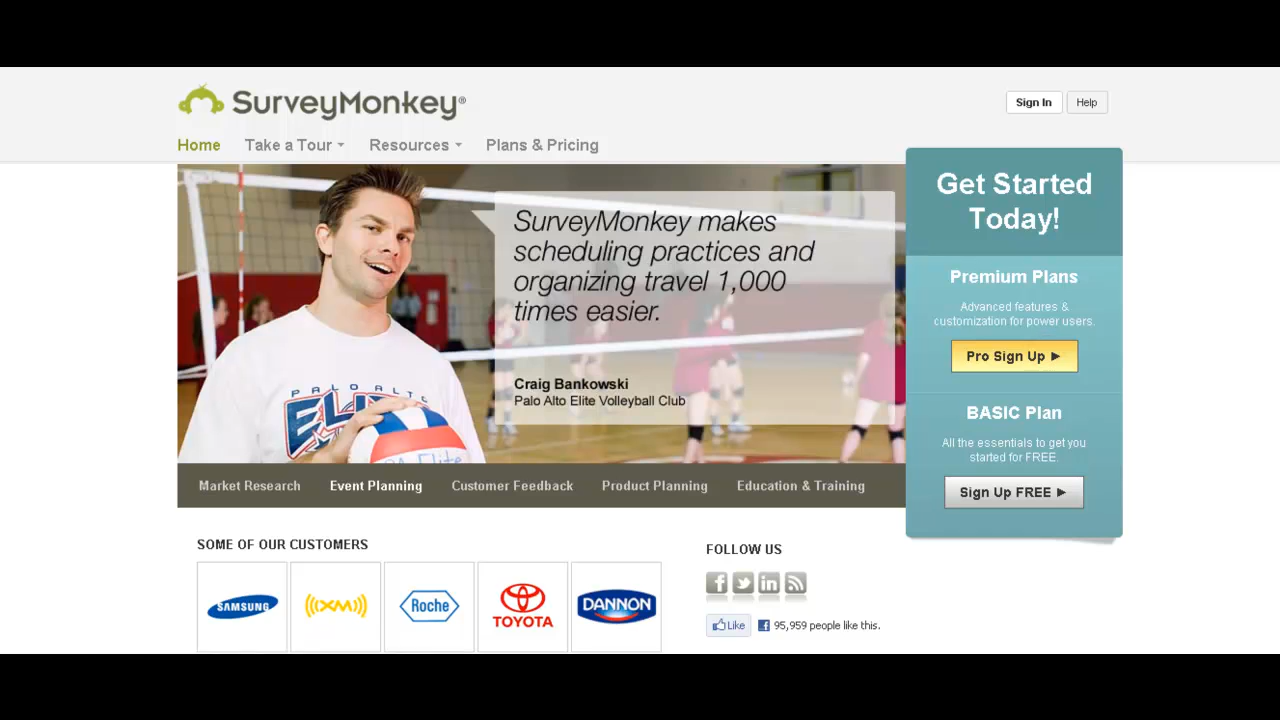 SurveyMonkey®
Sign In
Help
Home
Take a Tour
Resources
Plans & Pricing
SurveyMonkey makes
scheduling practices and
organizing travel 1,000
times easier.
Craig Bankowski
Palo Alto Elite Volleyball Club
PALO ALTO
ELITE
Elite
Get Started
Today!
Premium Plans
Advanced features &
customization for power users.
Pro Sign Up ►
BASIC Plan
All the essentials to get you
started for FREE.
Sign Up FREE ►
Market Research
Event Planning
Customer Feedback
Product Planning
Education & Training
SOME OF OUR CUSTOMERS
SAMSUNG
XM
Roche
TOYOTA
DANNON
FOLLOW US
f
in
Like
95,959 people like this.